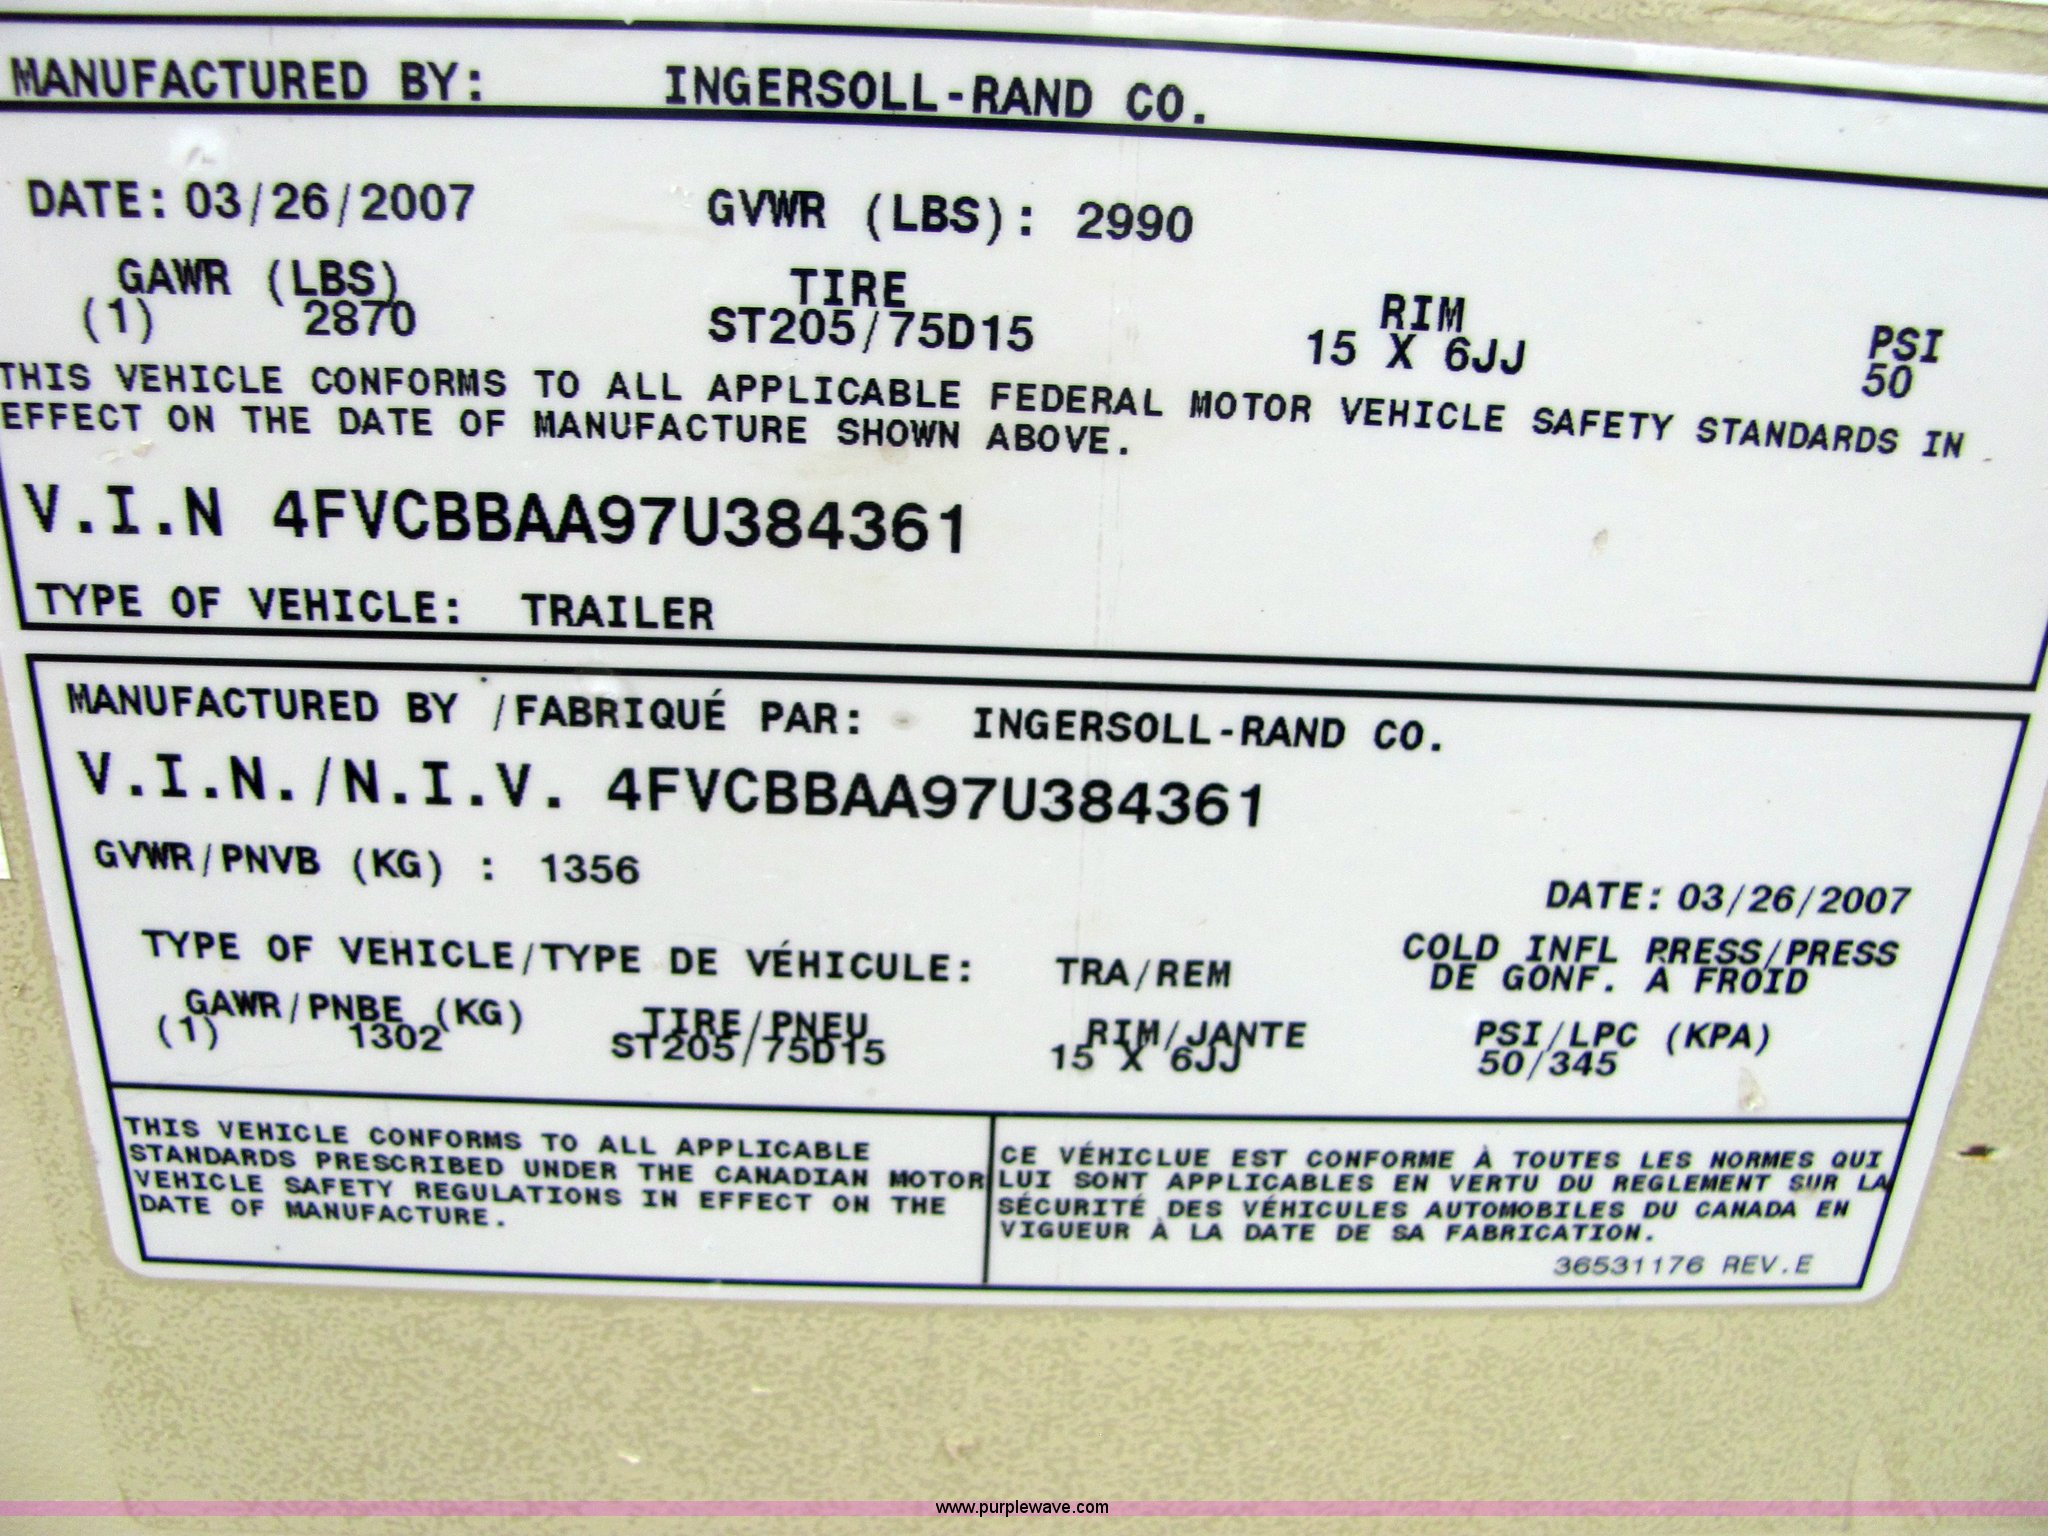 MANUFACTURED BY: INGERSOLL-RAND CO.
DATE: 03/26/2007 GVWR (LBS): 2990
GAWR (LBS) TIRE RIM PSI
(1) 2870 ST205/75D15 15 X 6JJ 50
THIS VEHICLE CONFORMS TO ALL APPLICABLE FEDERAL MOTOR VEHICLE SAFETY STANDARDS IN
EFFECT ON THE DATE OF MANUFACTURE SHOWN ABOVE.
V.I.N 4FVCBBAA97U384361
TYPE OF VEHICLE: TRAILER
MANUFACTURED BY /FABRIQUÉ PAR: INGERSOLL-RAND CO.
V.I.N./N.I.V. 4FVCBBAA97U384361
GVWR/PNVB (KG) : 1356
DATE: 03/26/2007
TYPE OF VEHICLE/TYPE DE VÉHICULE: TRA/REM
COLD INFL PRESS/PRESS
DE GONF. A FROID
GAWR/PNBE (KG) TIRE/PNEU RIM/JANTE PSI/LPC (KPA)
(1) 1302 ST205/75D15 15 X 6JJ 50/345
THIS VEHICLE CONFORMS TO ALL APPLICABLE
STANDARDS PRESCRIBED UNDER THE CANADIAN MOTOR
VEHICLE SAFETY REGULATIONS IN EFFECT ON THE
DATE OF MANUFACTURE.
CE VÉHICLUE EST CONFORME À TOUTES LES NORMES QUI
LUI SONT APPLICABLES EN VERTU DU REGLEMENT SUR LA
SÉCURITÉ DES VÉHICULES AUTOMOBILES DU CANADA EN
VIGUEUR À LA DATE DE SA FABRICATION.
36531176 REV.E
www.purplewave.com